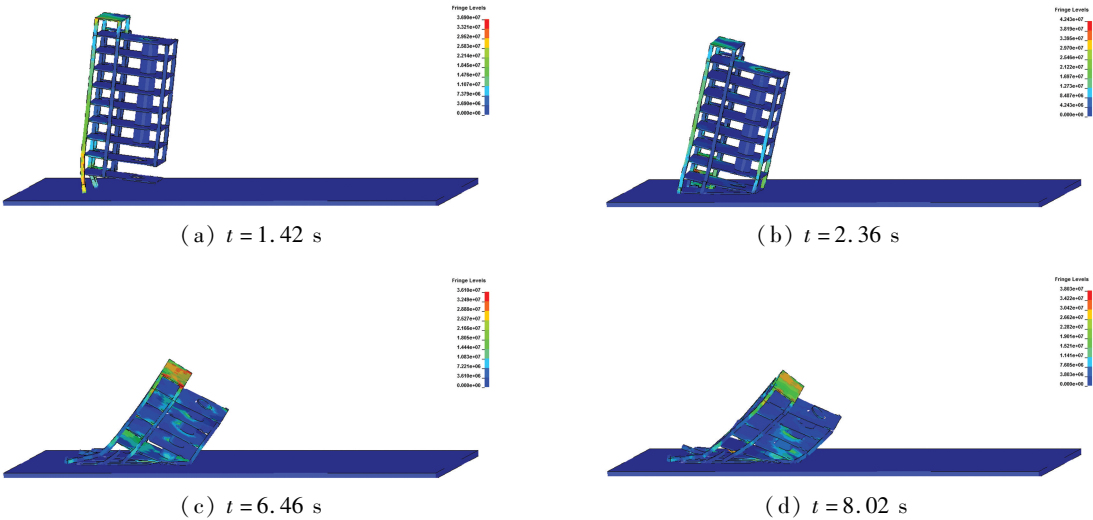 Fringe Levels
3.690e+07
3.321e+07
2.952e+07
2.583e+07
2.214e+07
1.845e+07
1.476e+07
1.107e+07
7.379e+06
3.690e+06
0.000e+00
(a) t=1.42 s
Fringe Levels
4.243e+07
3.819e+07
3.395e+07
2.970e+07
2.546e+07
2.122e+07
1.697e+07
1.273e+07
8.487e+06
4.243e+06
0.000e+00
(b) t=2.36 s
Fringe Levels
3.610e+07
3.249e+07
2.888e+07
2.527e+07
2.166e+07
1.805e+07
1.444e+07
1.083e+07
7.221e+06
3.610e+06
0.000e+00
(c) t=6.46 s
Fringe Levels
3.803e+07
3.422e+07
3.042e+07
2.662e+07
2.282e+07
1.901e+07
1.521e+07
1.141e+07
7.605e+06
3.803e+06
0.000e+00
(d) t=8.02 s